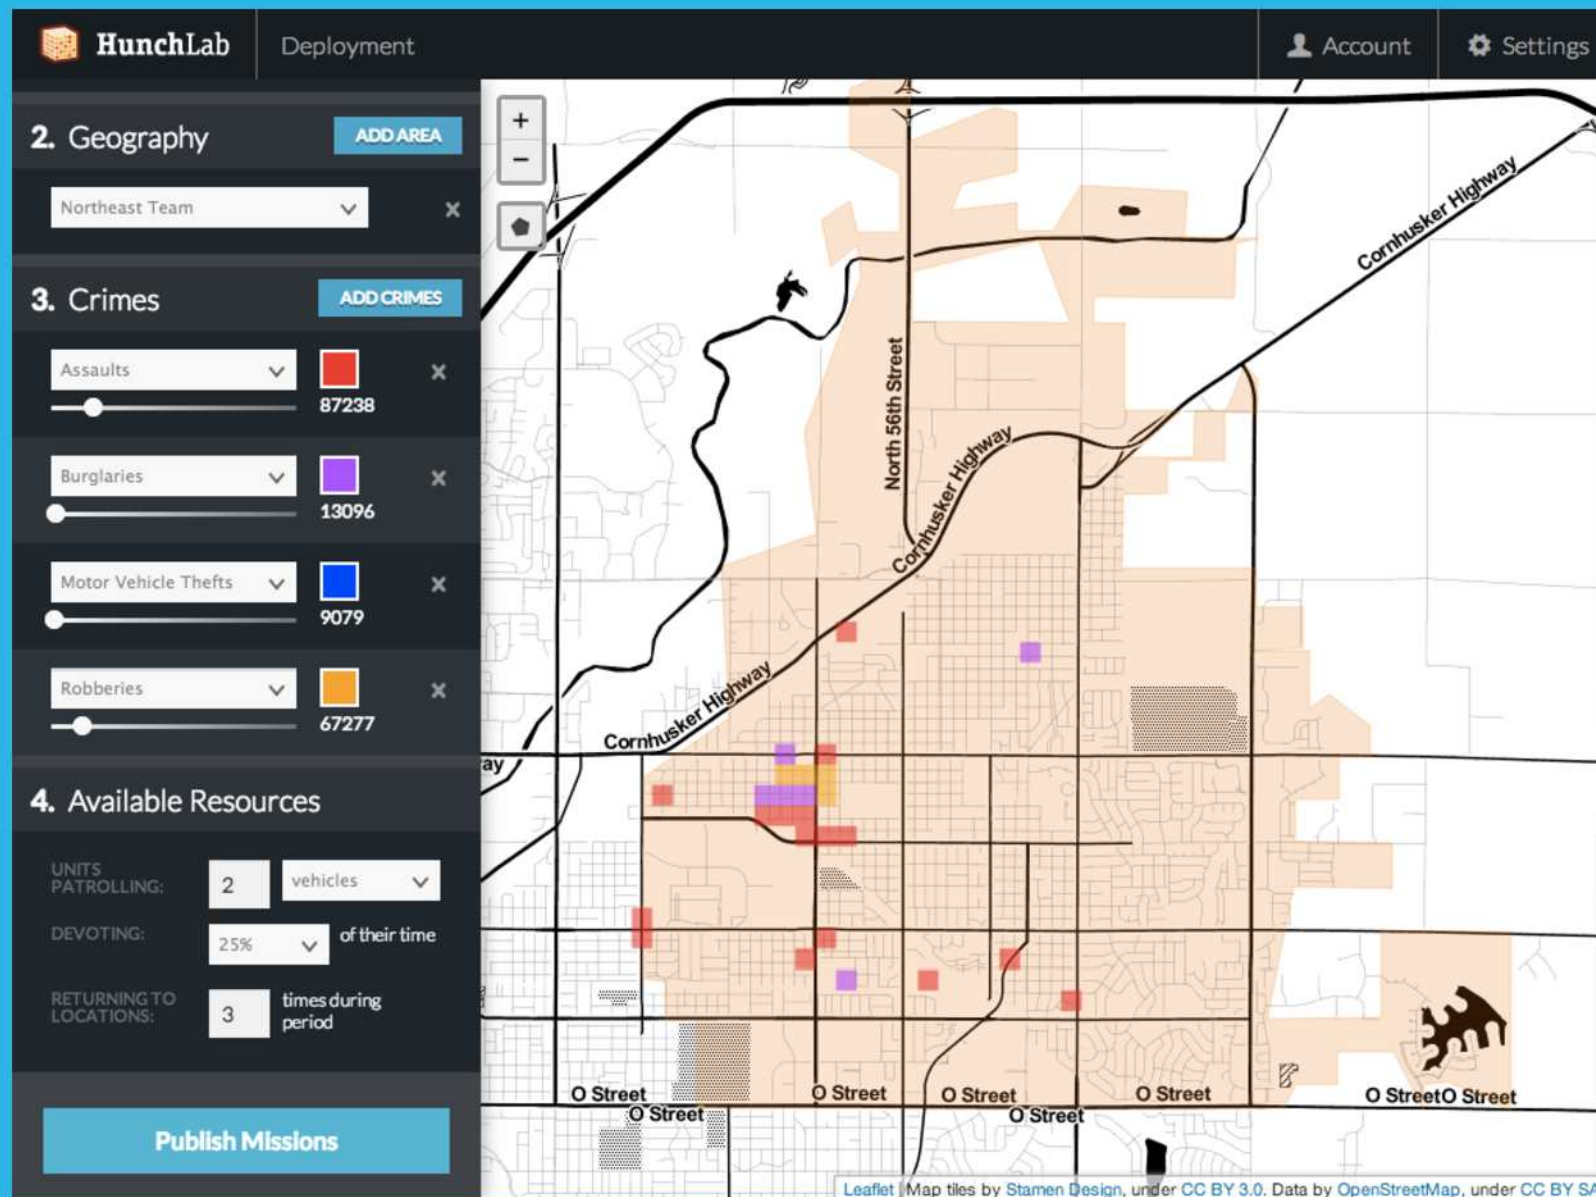 HunchLab
Deployment
Account
Settings
2. Geography
ADD AREA
Northeast Team
3. Crimes
ADD CRIMES
Assaults
87238
Burglaries
13096
Motor Vehicle Thefts
9079
Robberies
67277
4. Available Resources
UNITS
PATROLLING:
2
vehicles
DEVOTING:
25%
of their time
RETURNING TO
LOCATIONS:
3
times during
period
Publish Missions
+
−
Cornhusker Highway
North 56th Street
Cornhusker Highway
Cornhusker Highway
Cornhusker Highway
ay
O Street
O Street
O Street
O Street
O Street
O Street
O Street
O Street
Leaflet | Map tiles by Stamen Design, under CC BY 3.0. Data by OpenStreetMap, under CC BY S